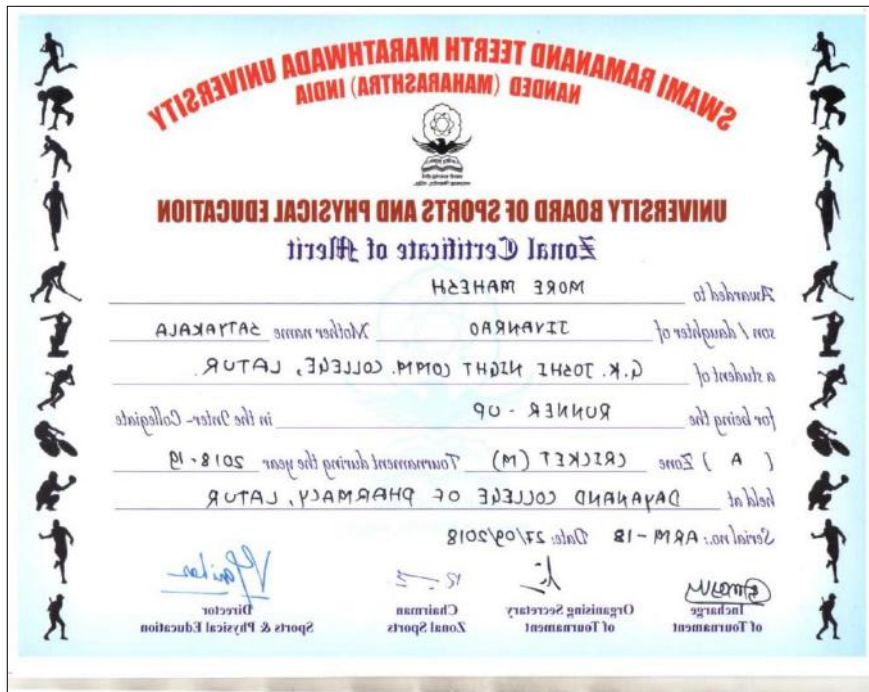 SWAMI RAMANAND TEERTH MARATHWADA UNIVERSITY
NANDED (MAHARASHTRA) INDIA
UNIVERSITY BOARD OF SPORTS AND PHYSICAL EDUCATION
Zonal Certificate of Merit
Awarded to MORE MAHESH
son / daughter of JIVANRAO Mother name SATYAKALA
a student of G.K. JOSHI NIGHT COMM. COLLEGE, LATUR.
for being the RUNNER - UP in the Inter-Collegiate
( A ) Zone CRICKET (M) Tournament during the year 2018-19
held at DAYANAND COLLEGE OF PHARMACY, LATUR
Serial no.: ARM-18 Date: 27/09/2018
Incharge of Tournament
Organising Secretary of Tournament
Chairman Zonal Sports
Director Sports & Physical Education